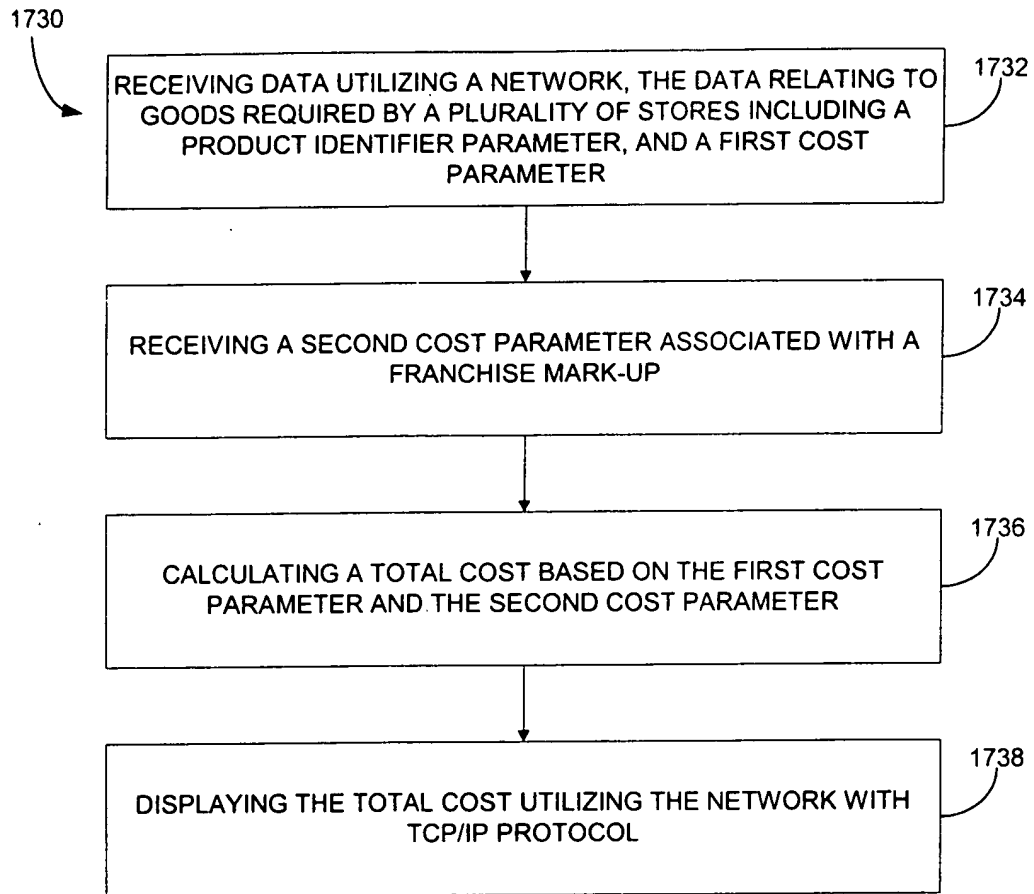 1730
RECEIVING DATA UTILIZING A NETWORK, THE DATA RELATING TO
GOODS REQUIRED BY A PLURALITY OF STORES INCLUDING A
PRODUCT IDENTIFIER PARAMETER, AND A FIRST COST
PARAMETER
1732
RECEIVING A SECOND COST PARAMETER ASSOCIATED WITH A
FRANCHISE MARK-UP
1734
CALCULATING A TOTAL COST BASED ON THE FIRST COST
PARAMETER AND THE SECOND COST PARAMETER
1736
DISPLAYING THE TOTAL COST UTILIZING THE NETWORK WITH
TCP/IP PROTOCOL
1738